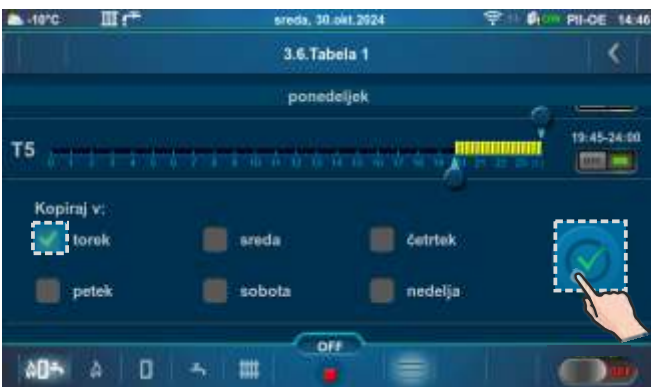 -10°C sreda, 30.okt.2024 PII-OE 14:46
3.6.Tabela 1
ponedeljek
19:45-24:00
T5
Kopiraj v:
torek sreda četrtek
petek sobota nedelja
OFF
OFF